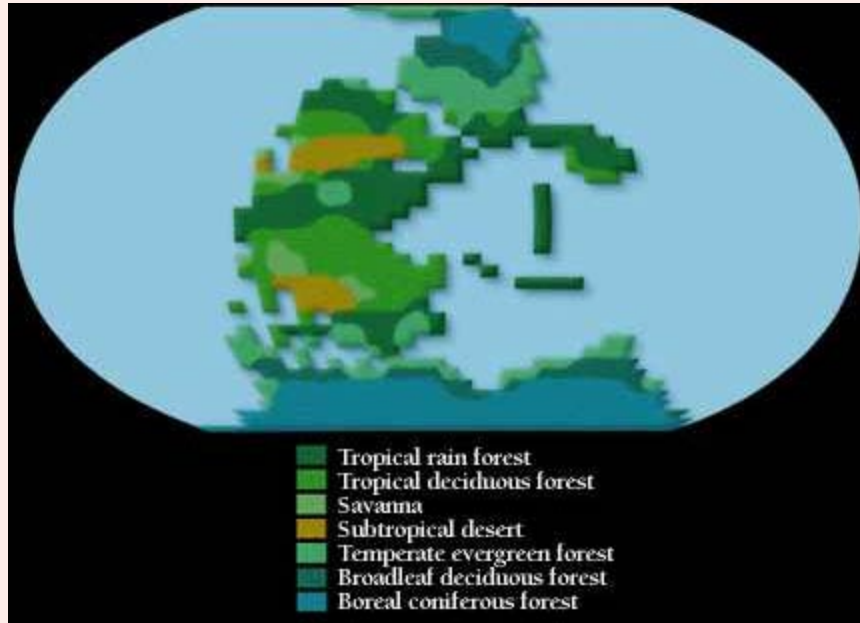 Tropical rain forest
Tropical deciduous forest
Savanna
Subtropical desert
Temperate evergreen forest
Broadleaf deciduous forest
Boreal coniferous forest